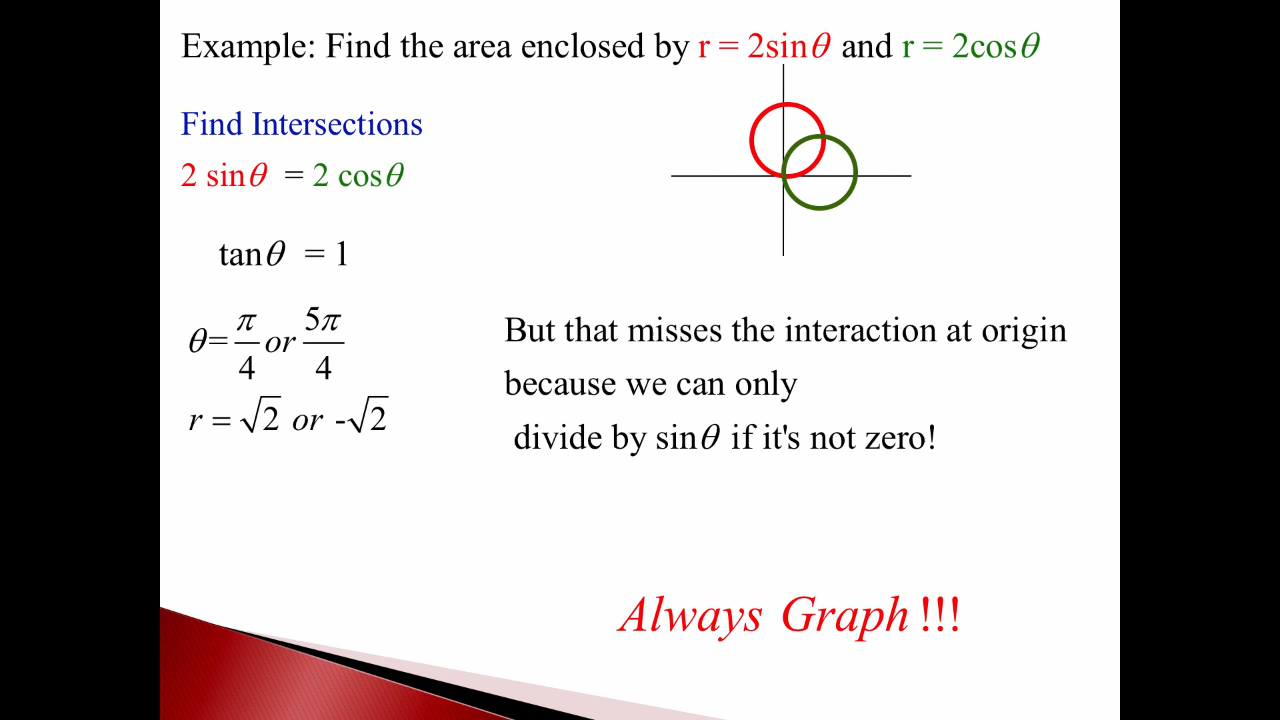 Example: Find the area enclosed by r = 2sinθ and r = 2cosθ
Find Intersections
2 sinθ = 2 cosθ
tanθ = 1
θ= π/4 or 5π/4
r = √2 or -√2
But that misses the interaction at origin
because we can only
divide by sinθ if it's not zero!
Always Graph !!!